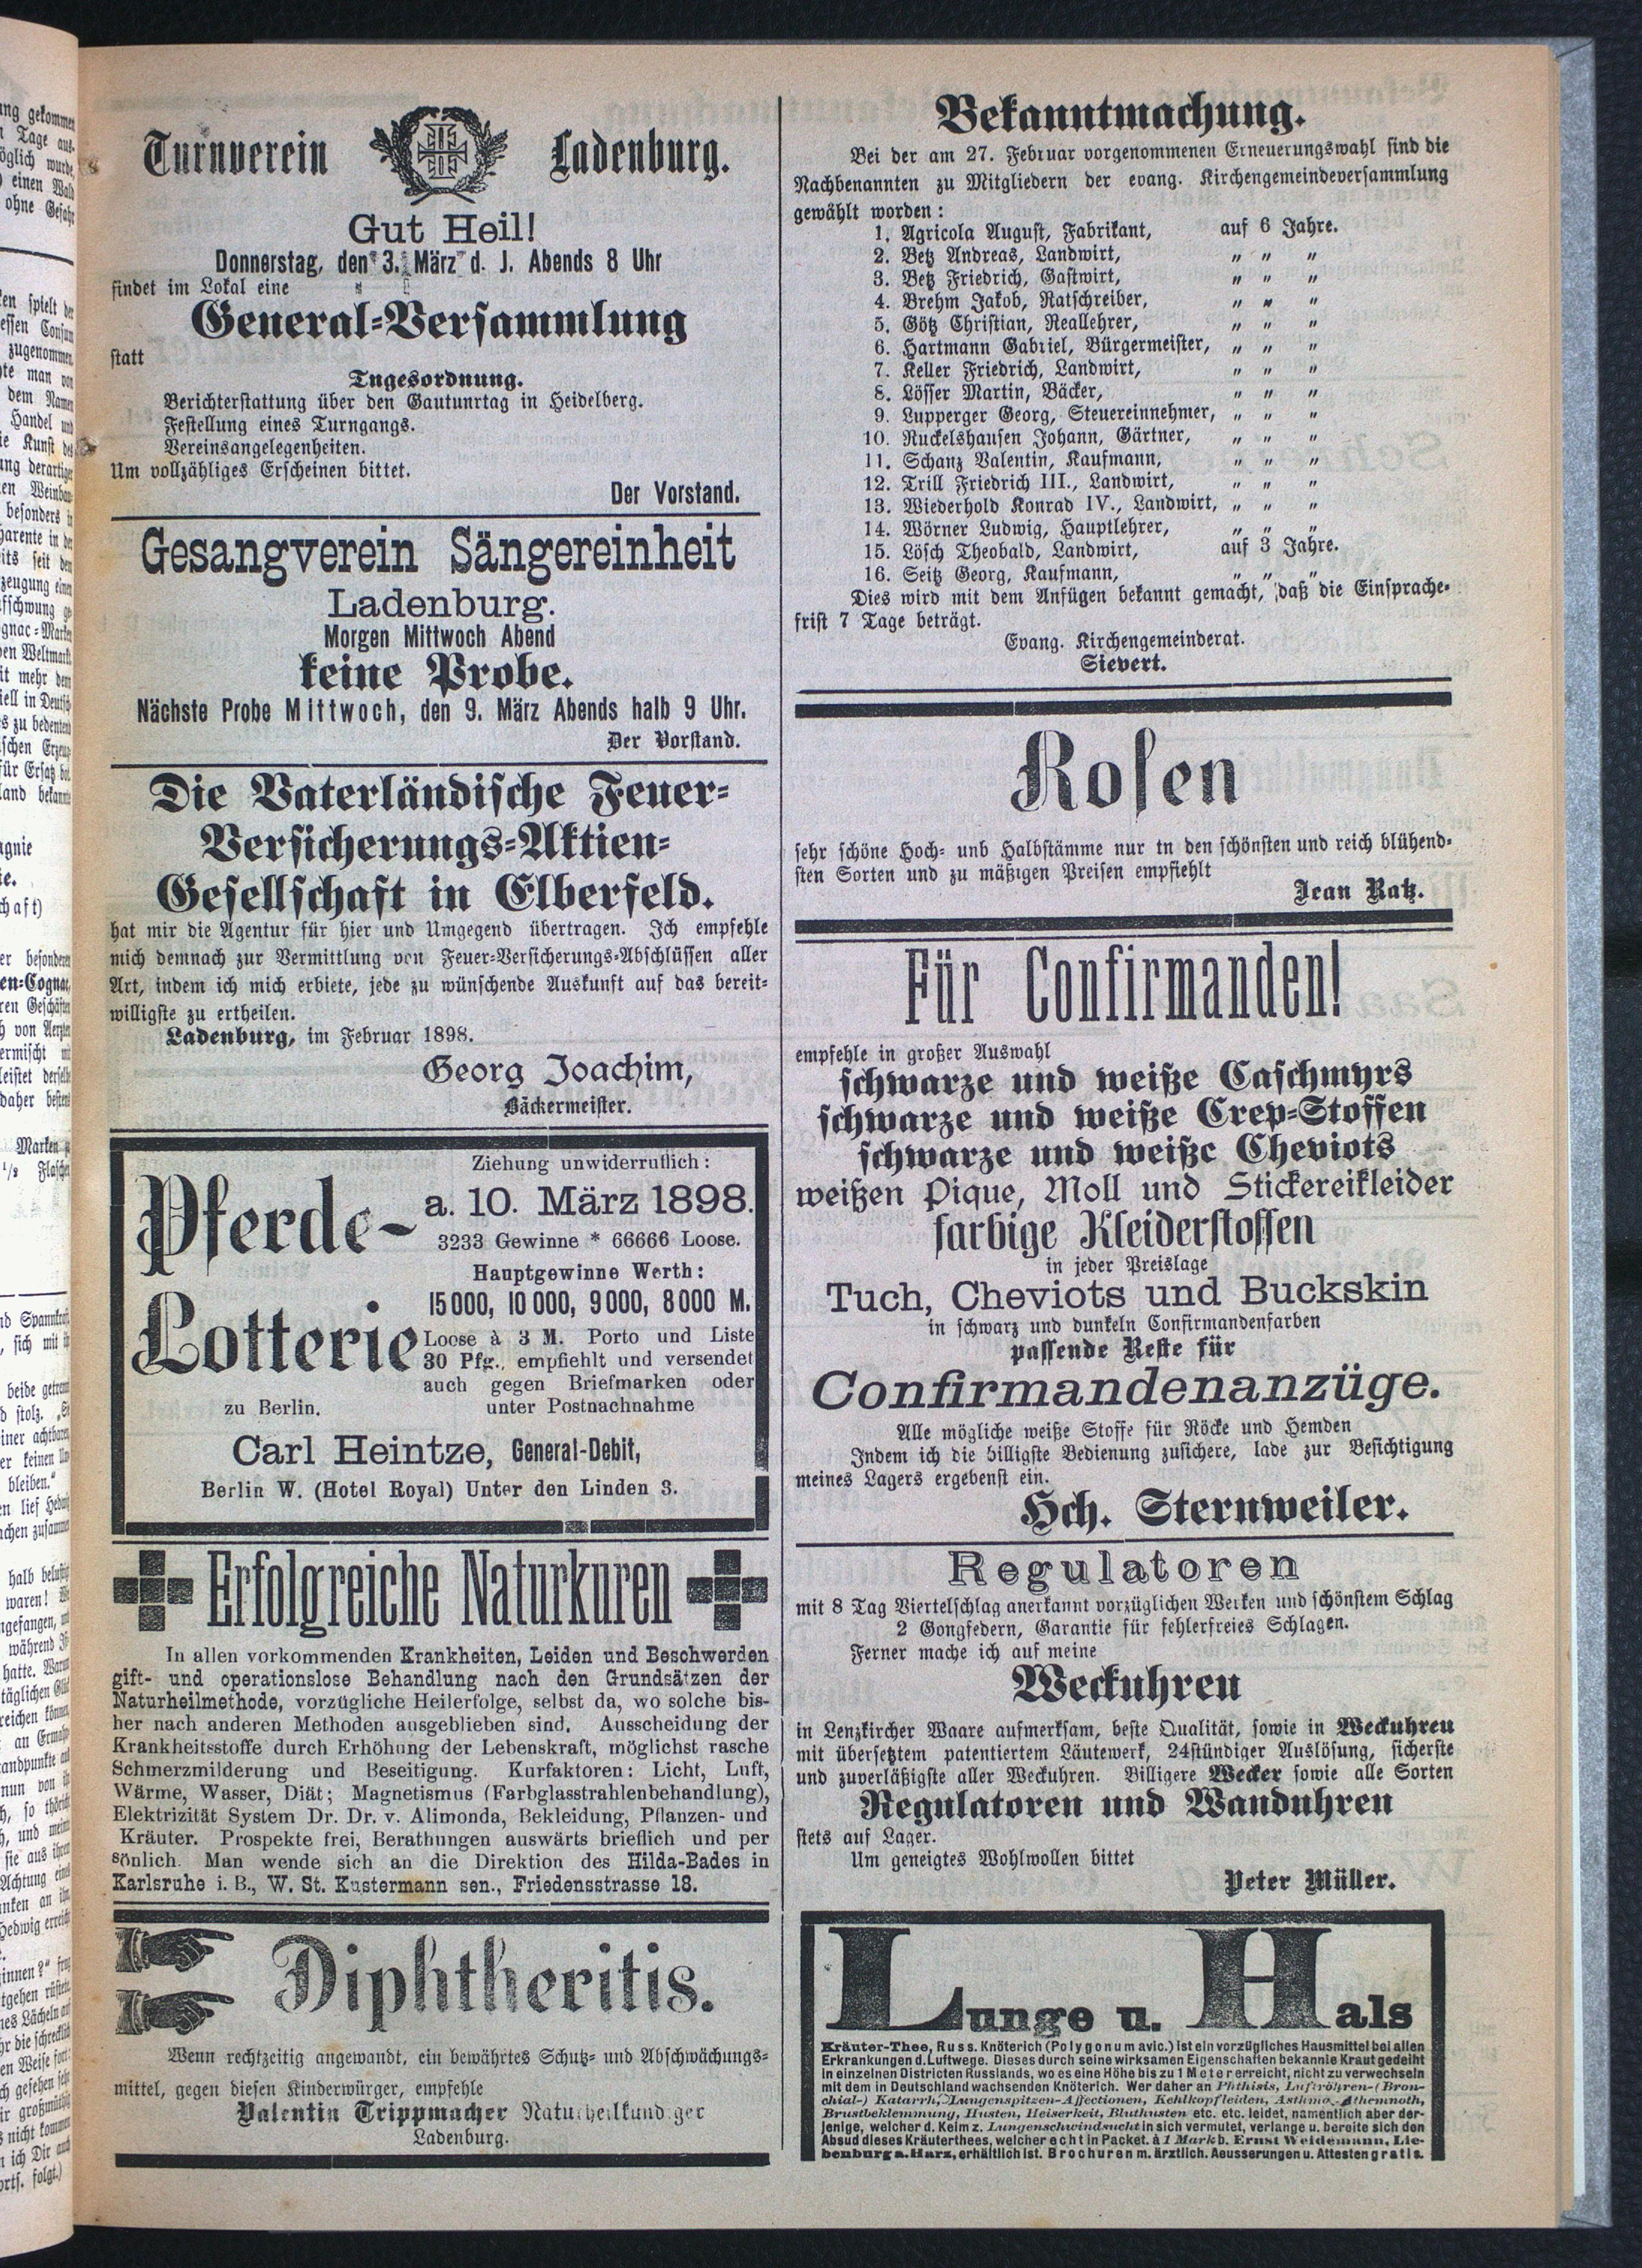 Turnverein Ladenburg.
Gut Heil!
Donnerstag, den 3. März d. J. Abends 8 Uhr
findet im Lokal eine
General-Versammlung
statt
Tngesordnung.
Berichterstattung über den Gautunrtag in Heidelberg.
Festellung eines Turngangs.
Vereinsangelegenheiten.
Um vollzähliges Erscheinen bittet.
Der Vorstand.
Gesangverein Sängereinheit
Ladenburg.
Morgen Mittwoch Abend
keine Probe.
Nächste Probe Mittwoch, den 9. März Abends halb 9 Uhr.
Der Vorstand.
Die Vaterländische Feuer-
Versicherungs-Aktien-
Gesellschaft in Elberfeld.
hat mir die Agentur für hier und Umgegend übertragen. Ich empfehle
mich demnach zur Vermittlung von Feuer-Versicherungs-Abschlüssen aller
Art, indem ich mich erbiete, jede zu wünschende Auskunft auf das bereit-
willigste zu ertheilen.
Ladenburg, im Februar 1898.
Georg Joachim,
Bäckermeister.
Pferde-
Lotterie
zu Berlin.
Ziehung unwiderruflich:
a. 10. März 1898.
3233 Gewinne * 66666 Loose.
Hauptgewinne Werth:
15000, 10000, 9000, 8000 M.
Loose à 3 M. Porto und Liste
30 Pfg., empfiehlt und versendet
auch gegen Briefmarken oder
unter Postnachnahme
Carl Heintze, General-Debit,
Berlin W. (Hotel Royal) Unter den Linden 3.
Erfolgreiche Naturkuren
In allen vorkommenden Krankheiten, Leiden und Beschwerden
gift- und operationslose Behandlung nach den Grundsätzen der
Naturheilmethode, vorzügliche Heilerfolge, selbst da, wo solche bis-
her nach anderen Methoden ausgeblieben sind. Ausscheidung der
Krankheitsstoffe durch Erhöhung der Lebenskraft, möglichst rasche
Schmerzmilderung und Beseitigung. Kurfaktoren: Licht, Luft,
Wärme, Wasser, Diät; Magnetismus (Farbglasstrahlenbehandlung),
Elektrizität System Dr. Dr. v. Alimonda, Bekleidung, Pflanzen- und
Kräuter. Prospekte frei, Berathungen auswärts brieflich und per
sönlich. Man wende sich an die Direktion des Hilda-Bades in
Karlsruhe i. B., W. St. Kustermann sen., Friedensstrasse 18.
Diphtheritis.
Wenn rechtzeitig angewandt, ein bewährtes Schutz- und Abschwächungs-
mittel, gegen diesen Kinderwürger, empfehle
Valentin Trippmacher Naturheilkundiger
Ladenburg.
Bekanntmachung.
Bei der am 27. Februar vorgenommenen Erneuerungswahl sind die
Nachbenannten zu Mitgliedern der evang. Kirchengemeindeversammlung
gewählt worden:
1. Agricola August, Fabrikant, auf 6 Jahre.
2. Betz Andreas, Landwirt, " " "
3. Betz Friedrich, Gastwirt, " " "
4. Brehm Jakob, Ratschreiber, " " "
5. Götz Christian, Reallehrer, " " "
6. Hartmann Gabriel, Bürgermeister, " " "
7. Keller Friedrich, Landwirt, " " "
8. Lösser Martin, Bäcker, " " "
9. Lupperger Georg, Steuereinnehmer, " " "
10. Ruckelshausen Johann, Gärtner, " " "
11. Schanz Valentin, Kaufmann, " " "
12. Trill Friedrich III., Landwirt, " " "
13. Wiederhold Konrad IV., Landwirt, " " "
14. Wörner Ludwig, Hauptlehrer, " " "
15. Lösch Theobald, Landwirt, auf 3 Jahre.
16. Seitz Georg, Kaufmann, " " "
Dies wird mit dem Anfügen bekannt gemacht, daß die Einsprache-
frist 7 Tage beträgt.
Evang. Kirchengemeinderat.
Sievert.
Rosen
sehr schöne Hoch- unb Halbstämme nur tn den schönsten und reich blühend-
sten Sorten und zu mäßigen Preisen empfiehlt
Jean Ratz.
Für Confirmanden!
empfehle in großer Auswahl
schwarze und weiße Caschmyrs
schwarze und weiße Crep-Stoffen
schwarze und weiße Cheviots
weißen Pique, Moll und Stickereikleider
farbige Kleiderstoffen
in jeder Preislage
Tuch, Cheviots und Buckskin
in schwarz und dunkeln Confirmandenfarben
passende Reste für
Confirmandenanzüge.
Alle mögliche weiße Stoffe für Röcke und Hemden
Indem ich die billigste Bedienung zusichere, lade zur Besichtigung
meines Lagers ergebenst ein.
Hch. Sternweiler.
Regulatoren
mit 8 Tag Viertelschlag anerkannt vorzüglichen Werken und schönstem Schlag
2 Gongfedern, Garantie für fehlerfreies Schlagen.
Ferner mache ich auf meine
Weckuhren
in Lenzkircher Waare aufmerksam, beste Qualität, sowie in Weckuhren
mit übersetztem patentiertem Läutewerk, 24stündiger Auslösung, sicherste
und zuverläßigste aller Weckuhren. Billigere Wecker sowie alle Sorten
Regulatoren und Wanduhren
stets auf Lager.
Um geneigtes Wohlwollen bittet
Peter Müller.
Lunge u. Hals
Kräuter-Thee, Russ. Knöterich (Polygonum avic.) ist ein vorzügliches Hausmittel bei allen
Erkrankungen d. Luftwege. Dieses durch seine wirksamen Eigenschaften bekannte Kraut gedeiht
in einzelnen Districten Russlands, wo es eine Höhe bis zu 1 Meter erreicht, nicht zu verwechseln
mit dem in Deutschland wachsenden Knöterich. Wer daher an Phthisis, Luftröhren-(Bron-
chial-) Katarrh, Lungenspitzen-Affectionen, Kehlkopfleiden, Asthma, Athemnoth,
Brustbeklemmung, Husten, Heiserkeit, Bluthusten etc. etc. leidet, namentlich aber der-
jenige, welcher d. Keim z. Lungenschwindsucht in sich vermutet, verlange u. bereite sich den
Absud dieses Kräuterthees, welcher echt in Packet. à 1 Mark b. Ernst Weidemann, Lie-
benburg a. Harz, erhältlich ist. Brochuren m. ärztlich. Aeusserungen u. Attesten gratis.